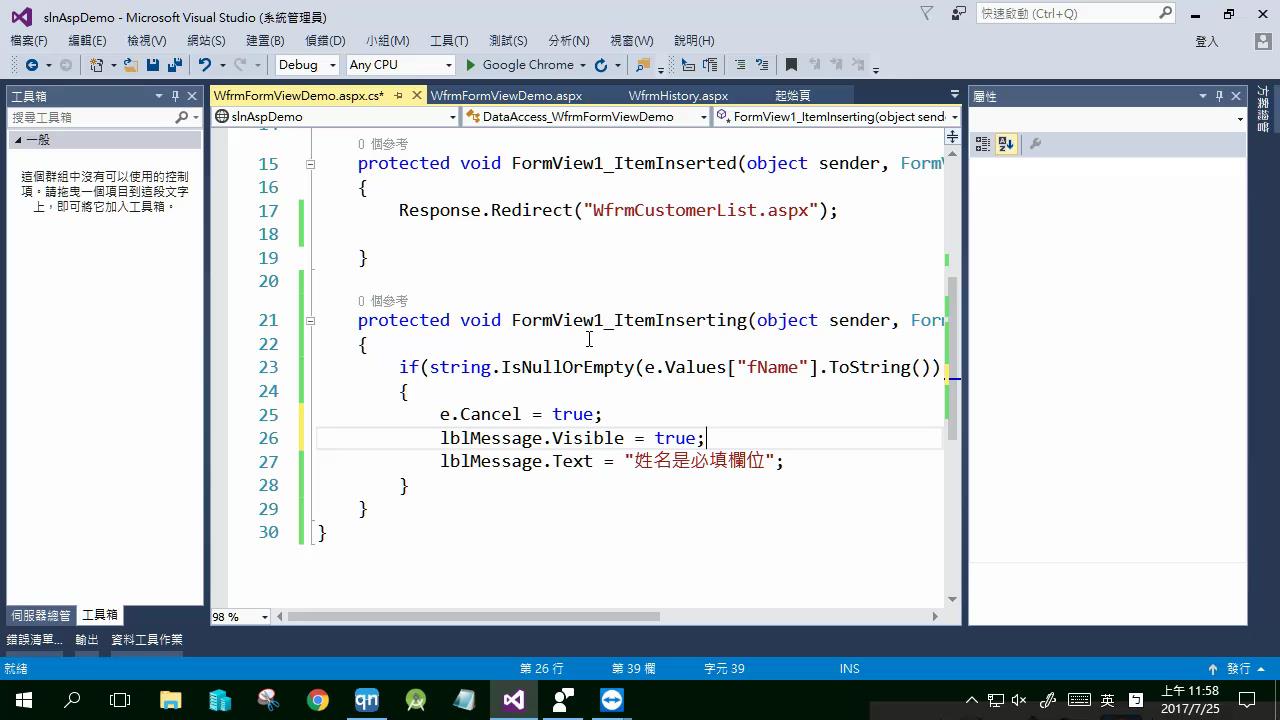 slnAspDemo - Microsoft Visual Studio (系統管理員)
快速啟動 (Ctrl+Q)
檔案(F) 編輯(E) 檢視(V) 網站(S) 建置(B) 偵錯(D) 小組(M) 工具(T) 測試(S) 分析(N) 視窗(W) 說明(H) 登入
Debug Any CPU Google Chrome
工具箱
WfrmFormViewDemo.aspx.cs* WfrmFormViewDemo.aspx WfrmHistory.aspx 起始頁
屬性
方案總管
搜尋工具箱
slnAspDemo DataAccess_WfrmFormViewDemo FormView1_ItemInserting(object send
一般
這個群組中沒有可以使用的控制
項。請拖曳一個項目到這段文字
上，即可將它加入工具箱。
14
0 個參考
15 protected void FormView1_ItemInserted(object sender, FormV
16 {
17 Response.Redirect("WfrmCustomerList.aspx");
18
19 }
20
0 個參考
21 protected void FormView1_ItemInserting(object sender, Form
22 {
23 if(string.IsNullOrEmpty(e.Values["fName"].ToString())
24 {
25 e.Cancel = true;
26 lblMessage.Visible = true;
27 lblMessage.Text = "姓名是必填欄位";
28 }
29 }
30 }
98 %
伺服器總管 工具箱
錯誤清單... 輸出 資料工具作業
就緒 第 26 行 第 39 欄 字元 39 INS 發行
qn
英
上午 11:58
2017/7/25